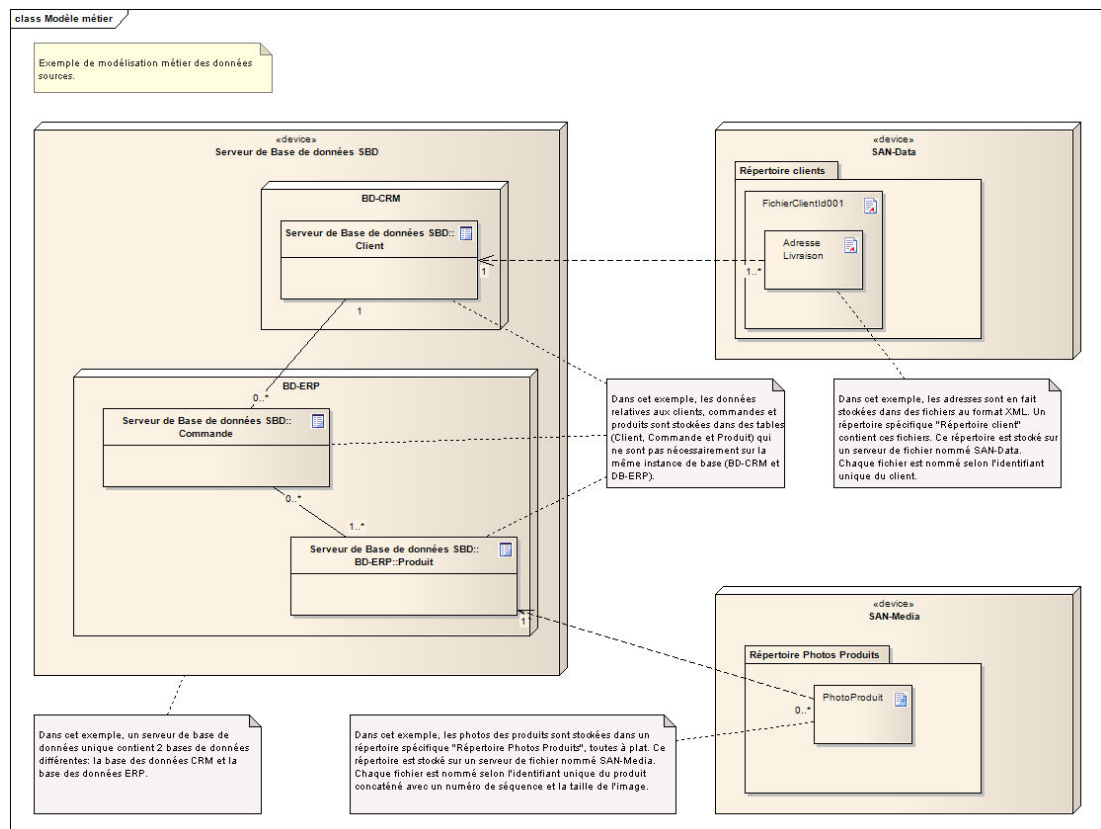 class Modèle métier
Exemple de modélisation métier des données
sources.
«device»
Serveur de Base de données SBD
BD-CRM
Serveur de Base de données SBD::
Client
1
1
«device»
SAN-Data
Répertoire clients
FichierClientId001
Adresse
Livraison
1..*
BD-ERP
0..*
Serveur de Base de données SBD::
Commande
0..*
1..*
Serveur de Base de données SBD::
BD-ERP::Produit
1
Dans cet exemple, les données
relatives aux clients, commandes et
produits sont stockées dans des tables
(Client, Commande et Produit) qui
ne sont pas nécessairement sur la
même instance de base (BD-CRM et
DB-ERP).
Dans cet exemple, les adresses sont en fait
stockées dans des fichiers au format XML. Un
répertoire spécifique "Répertoire client"
contient ces fichiers. Ce répertoire est stocké sur
un serveur de fichier nommé SAN-Data.
Chaque fichier est nommé selon l'identifiant
unique du client.
«device»
SAN-Media
Répertoire Photos Produits
PhotoProduit
0..*
Dans cet exemple, un serveur de base de
données unique contient 2 bases de données
différentes: la base des données CRM et la
base des données ERP.
Dans cet exemple, les photos des produits sont stockées dans un
répertoire spécifique "Répertoire Photos Produits", toutes à plat. Ce
répertoire est stocké sur un serveur de fichier nommé SAN-Media.
Chaque fichier est nommé selon l'identifiant unique du produit
concaténé avec un numéro de séquence et la taille de l'image.